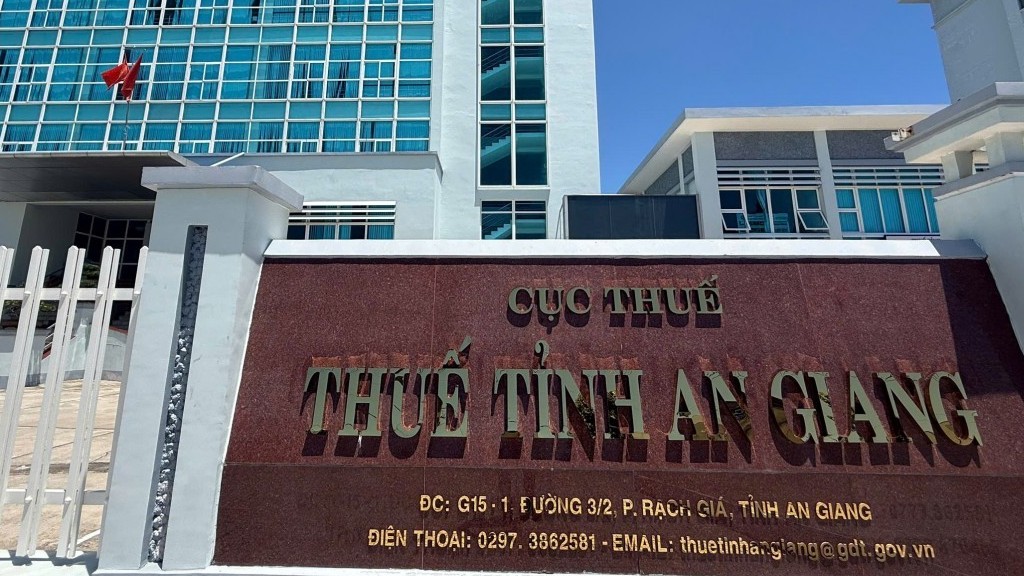 CỤC THUẾ
THUẾ TỈNH AN GIANG
ĐC: G15 - 1, ĐƯỜNG 3/2, P. RẠCH GIÁ, TỈNH AN GIANG
ĐIỆN THOẠI: 0297. 3862581 - EMAIL: thuetinhangiang@gdt.gov.vn